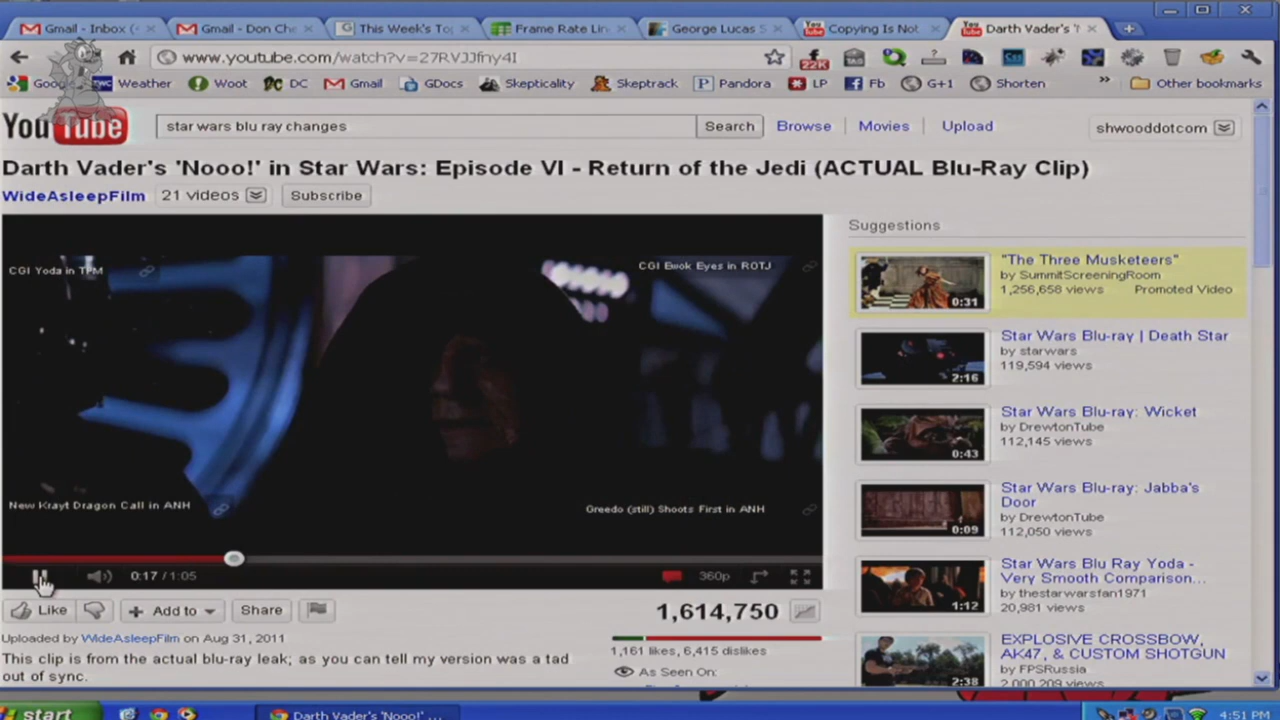 Gmail - Inbox (
Gmail - Don Che
This Week's To
Frame Rate Lin
George Lucas S
Copying Is Not
Darth Vader's '
www.youtube.com/watch?v=27RVJJfny4I
22K
Goo
Weather
Woot
DC
Gmail
GDocs
Skepticality
Skeptrack
Pandora
LP
Fb
G+1
Shorten
Other bookmarks
YouTube
star wars blu ray changes
Search
Browse
Movies
Upload
shwooddotcom
Darth Vader's 'Nooo!' in Star Wars: Episode VI - Return of the Jedi (ACTUAL Blu-Ray Clip)
WideAsleepFilm
21 videos
Subscribe
CGI Yoda in TPM
CGI Ewok Eyes in ROTJ
New Krayt Dragon Call in ANH
Greedo (still) Shoots First in ANH
0:17 / 1:05
360p
Like
Add to
Share
1,614,750
Uploaded by WideAsleepFilm on Aug 31, 2011
This clip is from the actual blu-ray leak; as you can tell my version was a tad
out of sync.
1,161 likes, 6,415 dislikes
As Seen On:
Suggestions
"The Three Musketeers"
by SummitScreeningRoom
1,256,658 views
Promoted Video
0:31
Star Wars Blu-ray | Death Star
by starwars
119,594 views
2:16
Star Wars Blu-ray: Wicket
by DrewtonTube
112,145 views
0:43
Star Wars Blu-ray: Jabba's
Door
by DrewtonTube
112,050 views
0:09
Star Wars Blu Ray Yoda -
Very Smooth Comparison...
by thestarwarsfan1971
20,981 views
1:12
EXPLOSIVE CROSSBOW,
AK47, & CUSTOM SHOTGUN
by FPSRussia
2,000,209 views
2:38
start
Darth Vader's 'Nooo!' ...
4:51 PM